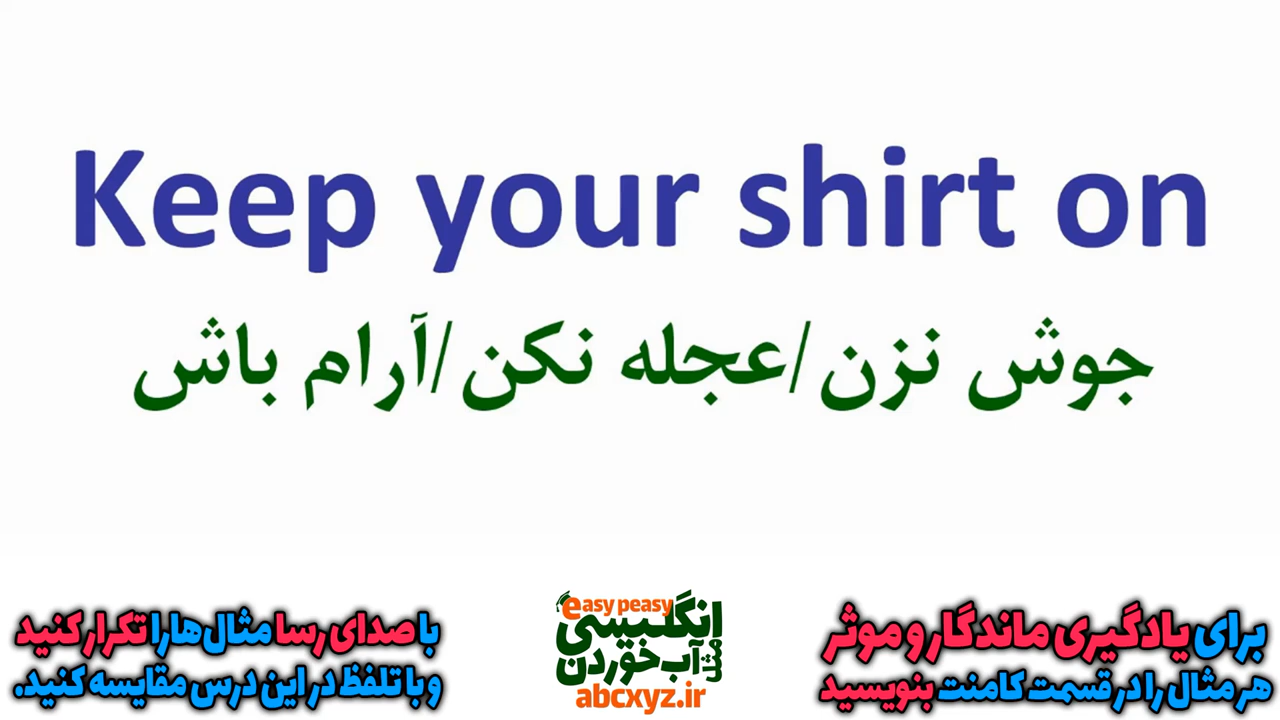 Keep your shirt on
جوش نزن/عجله نکن/آرام باش
برای یادگیری ماندگار و موثر
هر مثال را در قسمت کامنت بنویسید
easy peasy
انگلیسی
مثل آب خوردن
abcxyz.ir
با صدای رسا مثال‌ها را تکرار کنید
و با تلفظ در این درس مقایسه کنید.